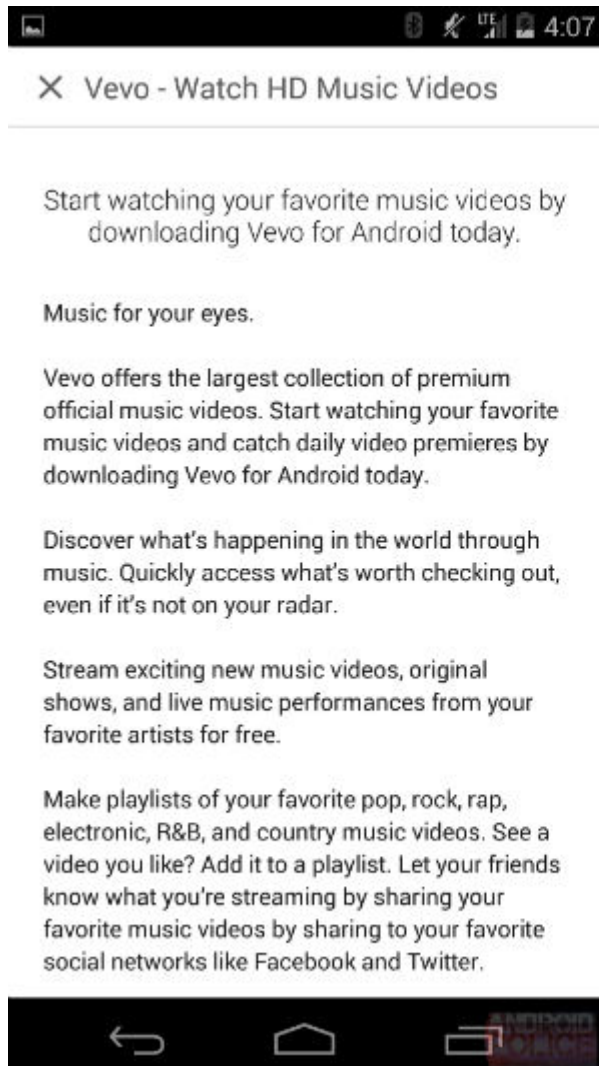 LTE 4:07
Vevo - Watch HD Music Videos
Start watching your favorite music videos by
downloading Vevo for Android today.
Music for your eyes.
Vevo offers the largest collection of premium
official music videos. Start watching your favorite
music videos and catch daily video premieres by
downloading Vevo for Android today.
Discover what's happening in the world through
music. Quickly access what's worth checking out,
even if it's not on your radar.
Stream exciting new music videos, original
shows, and live music performances from your
favorite artists for free.
Make playlists of your favorite pop, rock, rap,
electronic, R&B, and country music videos. See a
video you like? Add it to a playlist. Let your friends
know what you're streaming by sharing your
favorite music videos by sharing to your favorite
social networks like Facebook and Twitter.
ANDROID
POLICE